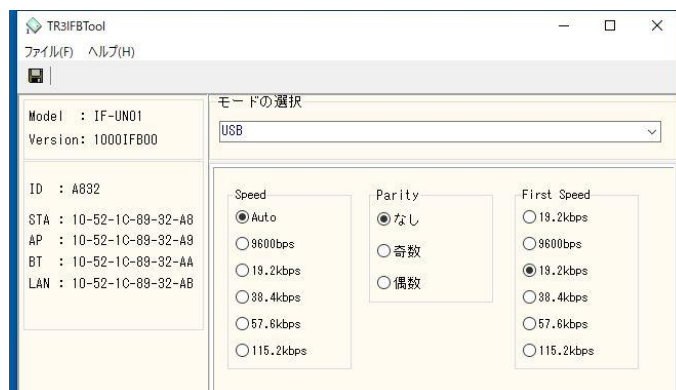 TR3IFBTool
ファイル(F) ヘルプ(H)
モードの選択
USB
Model : IF-UN01
Version: 1000IFB00
ID : A832
STA : 10-52-1C-89-32-A8
AP : 10-52-1C-89-32-A9
BT : 10-52-1C-89-32-AA
LAN : 10-52-1C-89-32-AB
Speed
Auto
9600bps
19.2kbps
38.4kbps
57.6kbps
115.2kbps
Parity
なし
奇数
偶数
First Speed
19.2kbps
9600bps
19.2kbps
38.4kbps
57.6kbps
115.2kbps